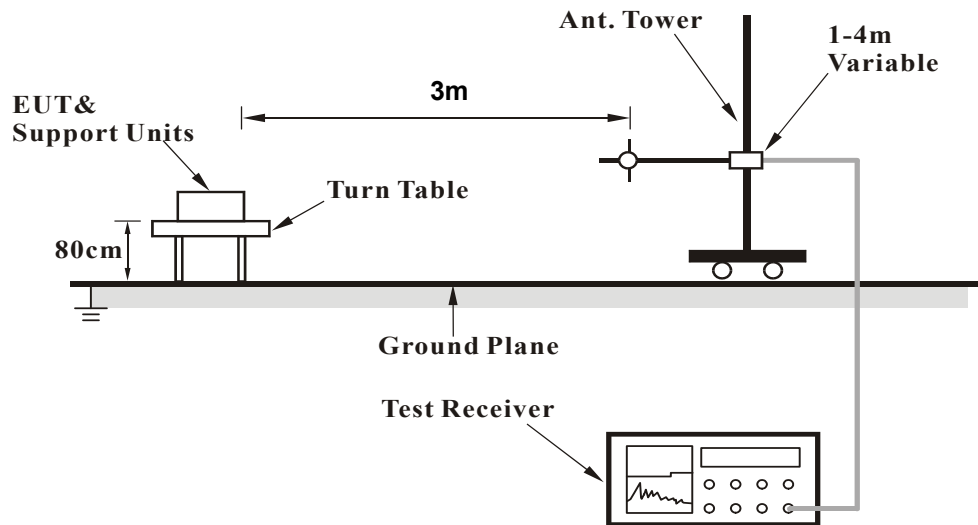 Ant. Tower
1-4m
Variable
3m
EUT&
Support Units
Turn Table
80cm
Ground Plane
Test Receiver